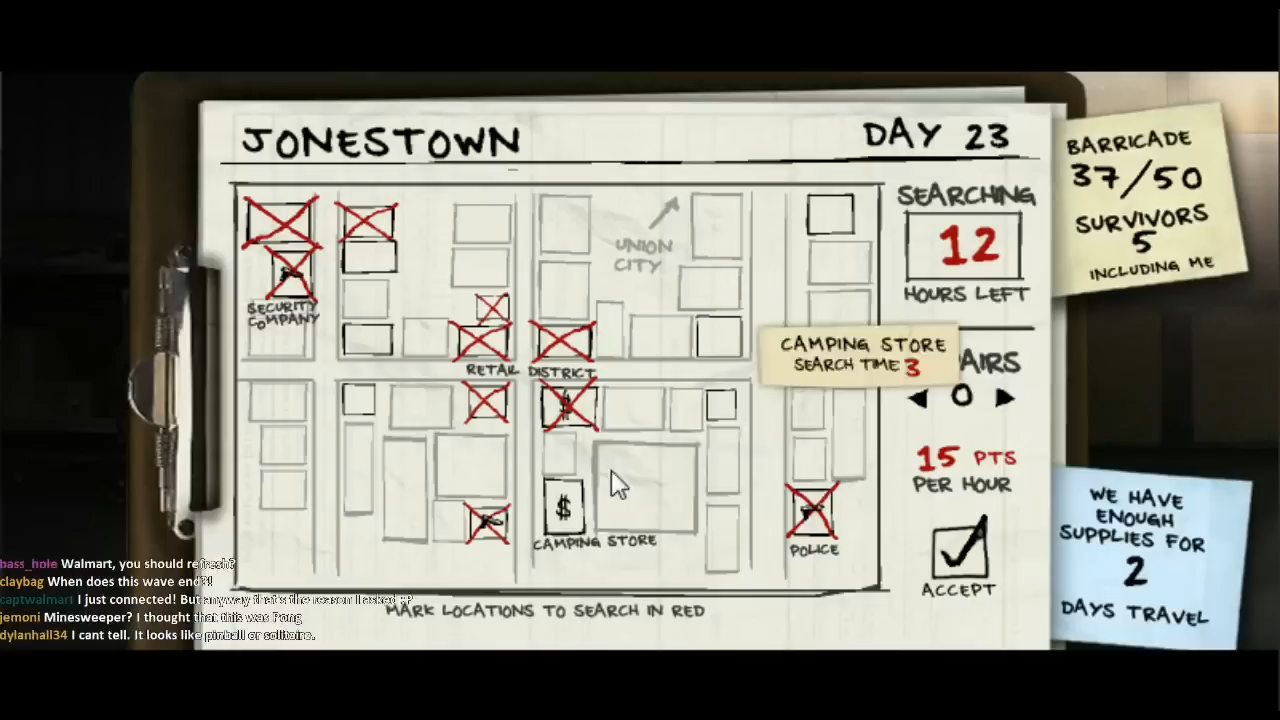 JONESTOWN
DAY 23
BARRICADE
37/50
SURVIVORS
5
INCLUDING ME
SEARCHING
12
HOURS LEFT
UNION
CITY
SECURITY
COMPANY
RETAIL DISTRICT
CAMPING STORE
SEARCH TIME 3
AIRS
0
15 PTS
PER HOUR
$
$
CAMPING STORE
POLICE
ACCEPT
WE HAVE
ENOUGH
SUPPLIES FOR
2
DAYS TRAVEL
MARK LOCATIONS TO SEARCH IN RED
bass_hole Walmart, you should refresh?
claybag When does this wave end?!
captwalmart I just connected! But anyway that's the reason I asked ;P
jemoni Minesweeper? I thought that this was Pong
dylanhall34 I cant tell. It looks like pinball or solitaire.